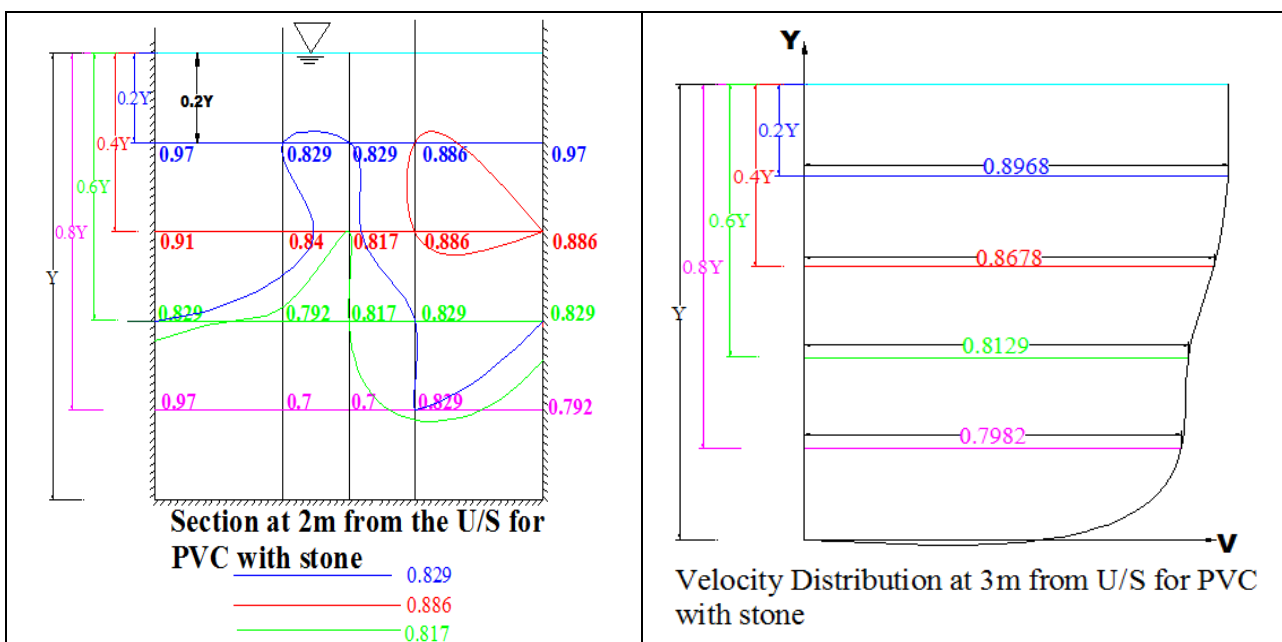 0.2Y
0.2Y
0.4Y
0.6Y
0.8Y
Y
0.97 0.829 0.829 0.886 0.97
0.91 0.84 0.817 0.886 0.886
0.829 0.792 0.817 0.829 0.829
0.97 0.7 0.7 0.829 0.792
Section at 2m from the U/S for
PVC with stone
0.829
0.886
0.817
Y
0.2Y
0.4Y
0.6Y
0.8Y
Y
0.8968
0.8678
0.8129
0.7982
V
Velocity Distribution at 3m from U/S for PVC
with stone